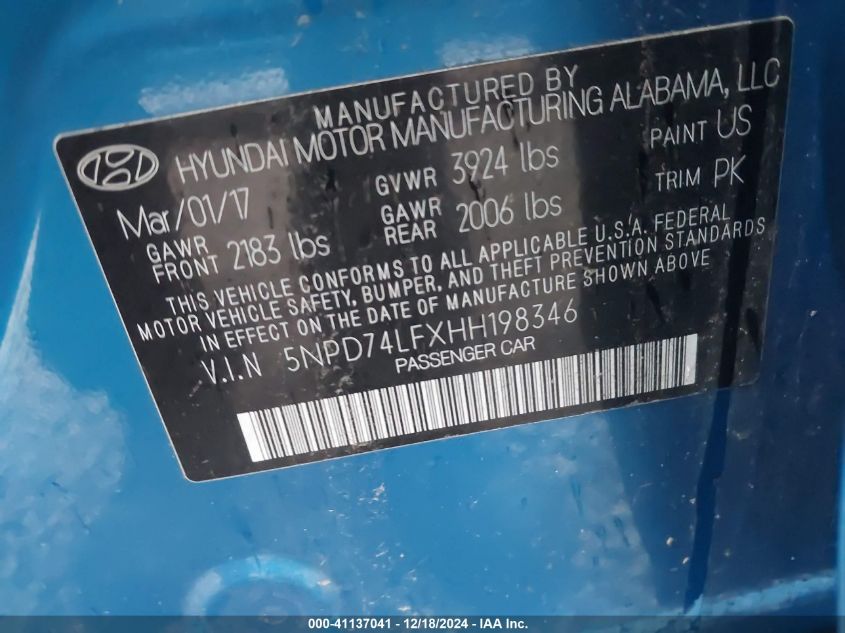 MANUFACTURED BY
HYUNDAI MOTOR MANUFACTURING ALABAMA, LLC
Mar/01/17 GVWR 3924 lbs PAINT US
GAWR FRONT 2183 lbs GAWR REAR 2006 lbs TRIM PK
THIS VEHICLE CONFORMS TO ALL APPLICABLE U.S.A. FEDERAL
MOTOR VEHICLE SAFETY, BUMPER, AND THEFT PREVENTION STANDARDS
IN EFFECT ON THE DATE OF MANUFACTURE SHOWN ABOVE
V.I.N 5NPD74LFXHH198346
PASSENGER CAR
000-41137041 - 12/18/2024 - IAA Inc.